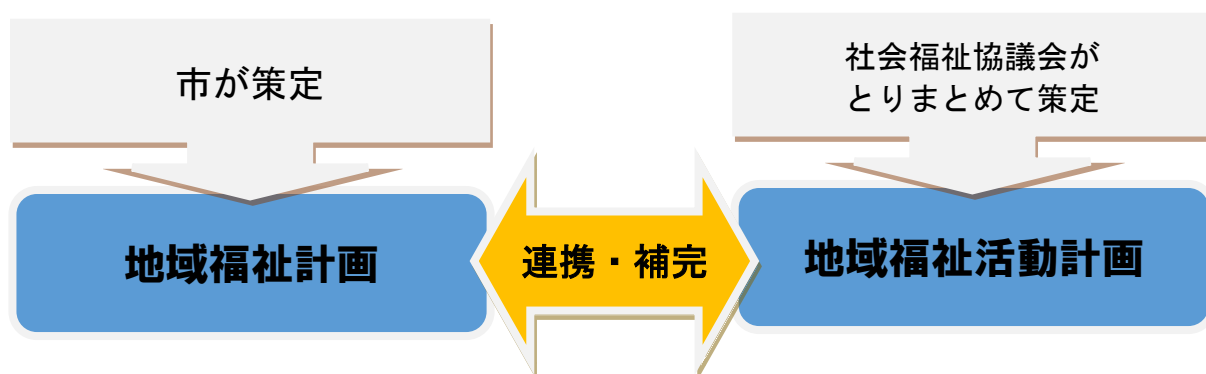 市が策定
社会福祉協議会が
とりまとめて策定
地域福祉計画
連携・補完
地域福祉活動計画